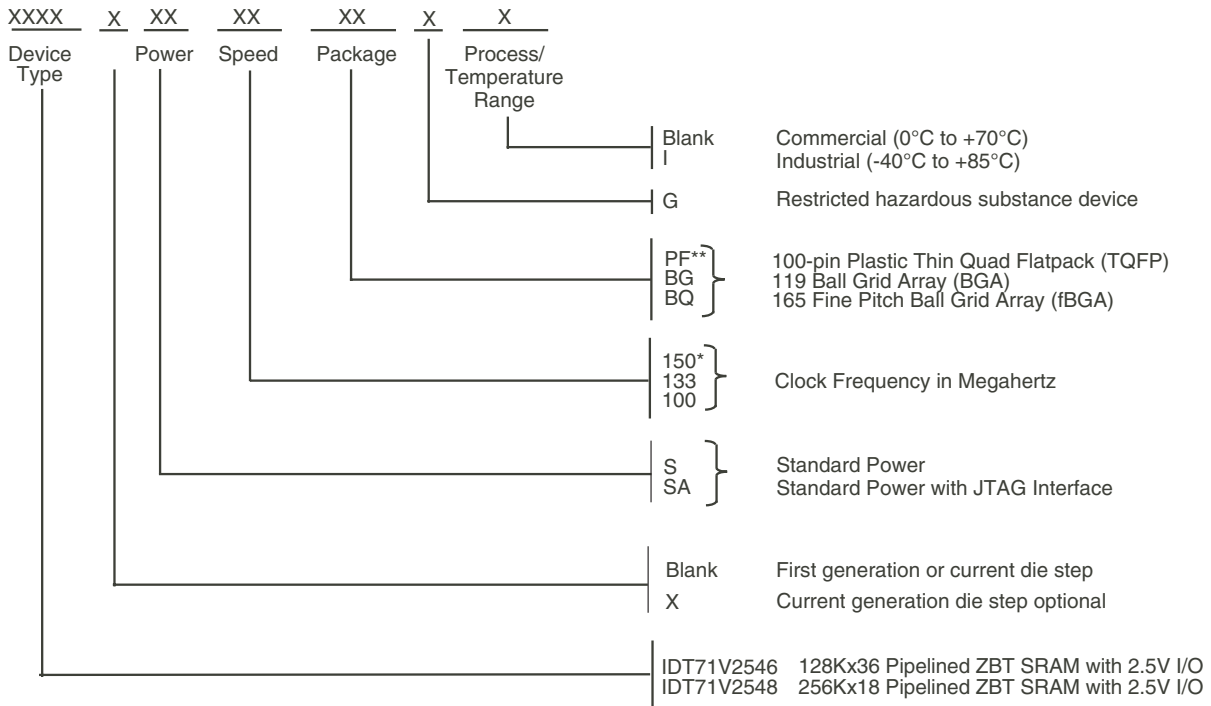 XXXX X XX XX XX X X
Device Type Power Speed Package Process/ Temperature Range
Blank Commercial (0°C to +70°C)
I Industrial (-40°C to +85°C)
G Restricted hazardous substance device
PF** 100-pin Plastic Thin Quad Flatpack (TQFP)
BG 119 Ball Grid Array (BGA)
BQ 165 Fine Pitch Ball Grid Array (fBGA)
150*
133 Clock Frequency in Megahertz
100
S Standard Power
SA Standard Power with JTAG Interface
Blank First generation or current die step
X Current generation die step optional
IDT71V2546 128Kx36 Pipelined ZBT SRAM with 2.5V I/O
IDT71V2548 256Kx18 Pipelined ZBT SRAM with 2.5V I/O